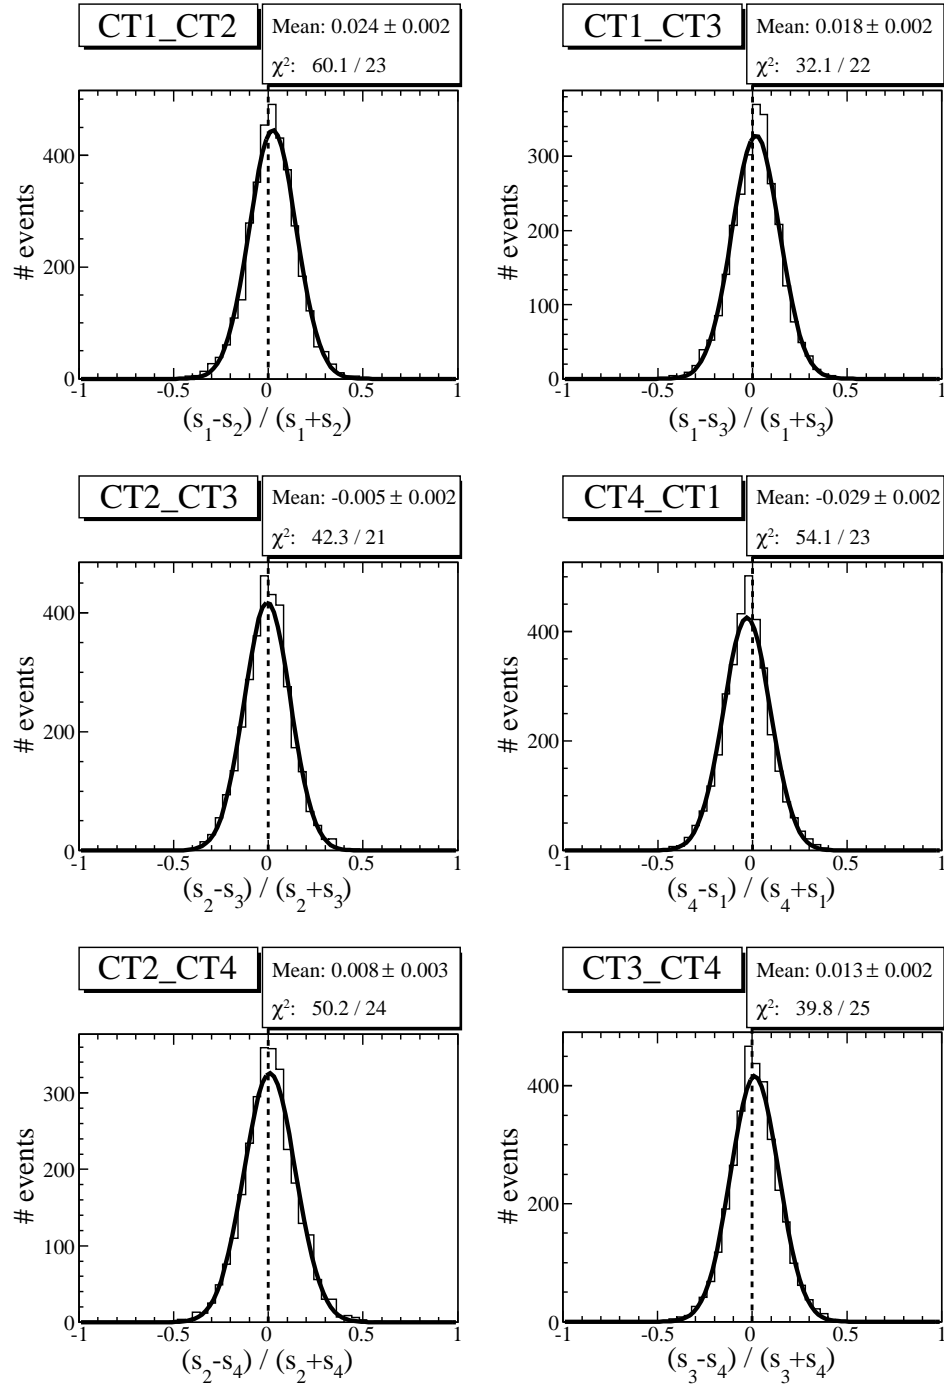 CT1_CT2
Mean: 0.024 ± 0.002
χ²: 60.1 / 23
# events
400
200
0
-1 -0.5 0 0.5 1
(s₁-s₂) / (s₁+s₂)
CT1_CT3
Mean: 0.018 ± 0.002
χ²: 32.1 / 22
# events
300
200
100
0
-1 -0.5 0 0.5 1
(s₁-s₃) / (s₁+s₃)
CT2_CT3
Mean: -0.005 ± 0.002
χ²: 42.3 / 21
# events
400
200
0
-1 -0.5 0 0.5 1
(s₂-s₃) / (s₂+s₃)
CT4_CT1
Mean: -0.029 ± 0.002
χ²: 54.1 / 23
# events
400
200
0
-1 -0.5 0 0.5 1
(s₄-s₁) / (s₄+s₁)
CT2_CT4
Mean: 0.008 ± 0.003
χ²: 50.2 / 24
# events
300
200
100
0
-1 -0.5 0 0.5 1
(s₂-s₄) / (s₂+s₄)
CT3_CT4
Mean: 0.013 ± 0.002
χ²: 39.8 / 25
# events
400
200
0
-1 -0.5 0 0.5 1
(s₃-s₄) / (s₃+s₄)